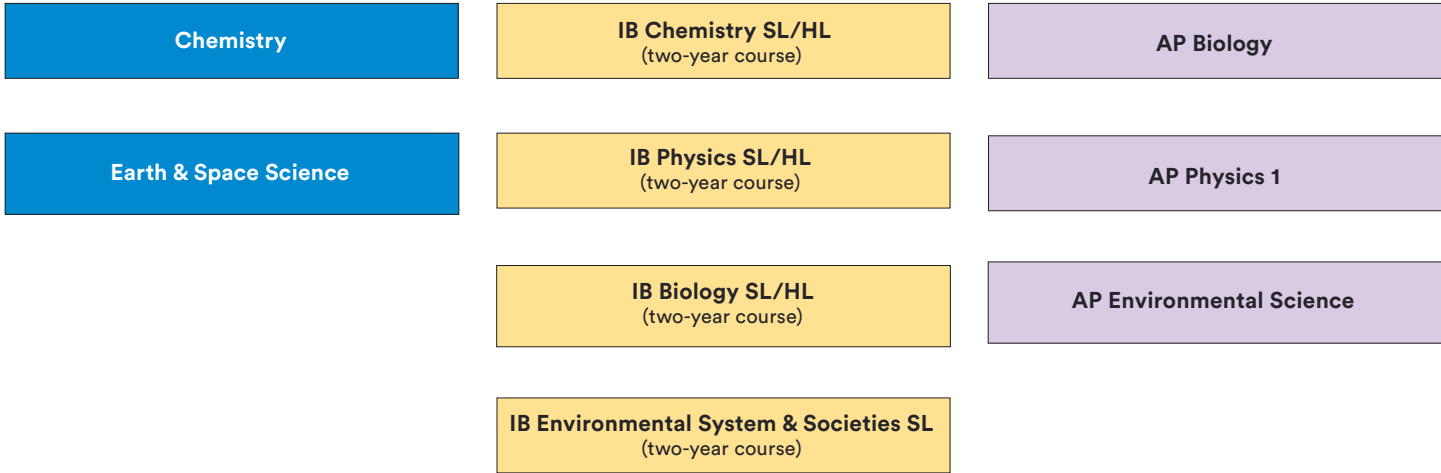 Chemistry
IB Chemistry SL/HL
(two-year course)
AP Biology
Earth & Space Science
IB Physics SL/HL
(two-year course)
AP Physics 1
IB Biology SL/HL
(two-year course)
AP Environmental Science
IB Environmental System & Societies SL
(two-year course)